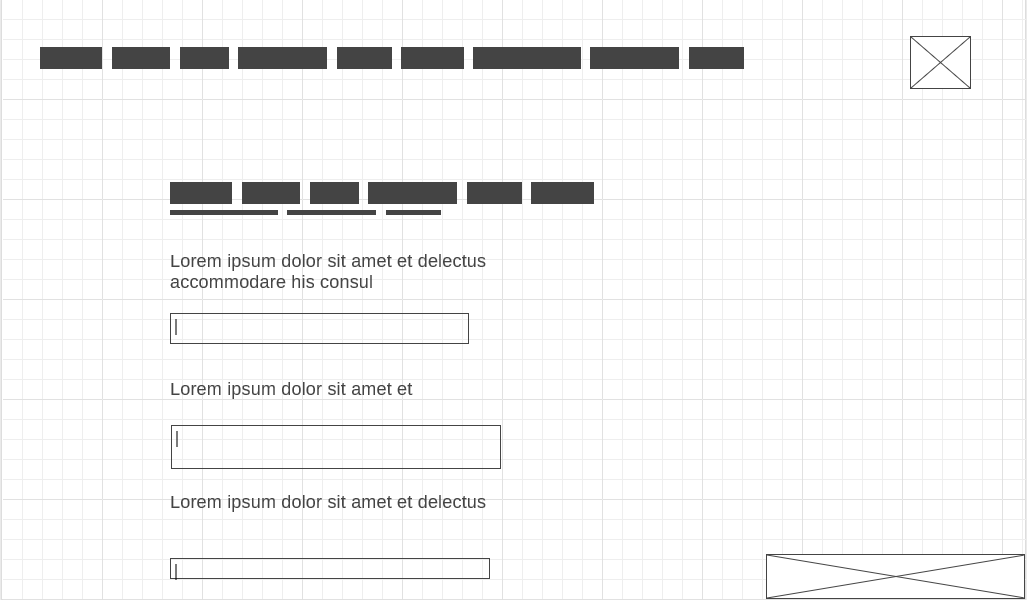 Lorem ipsum dolor sit amet et delectus
accommodare his consul
Lorem ipsum dolor sit amet et
Lorem ipsum dolor sit amet et delectus